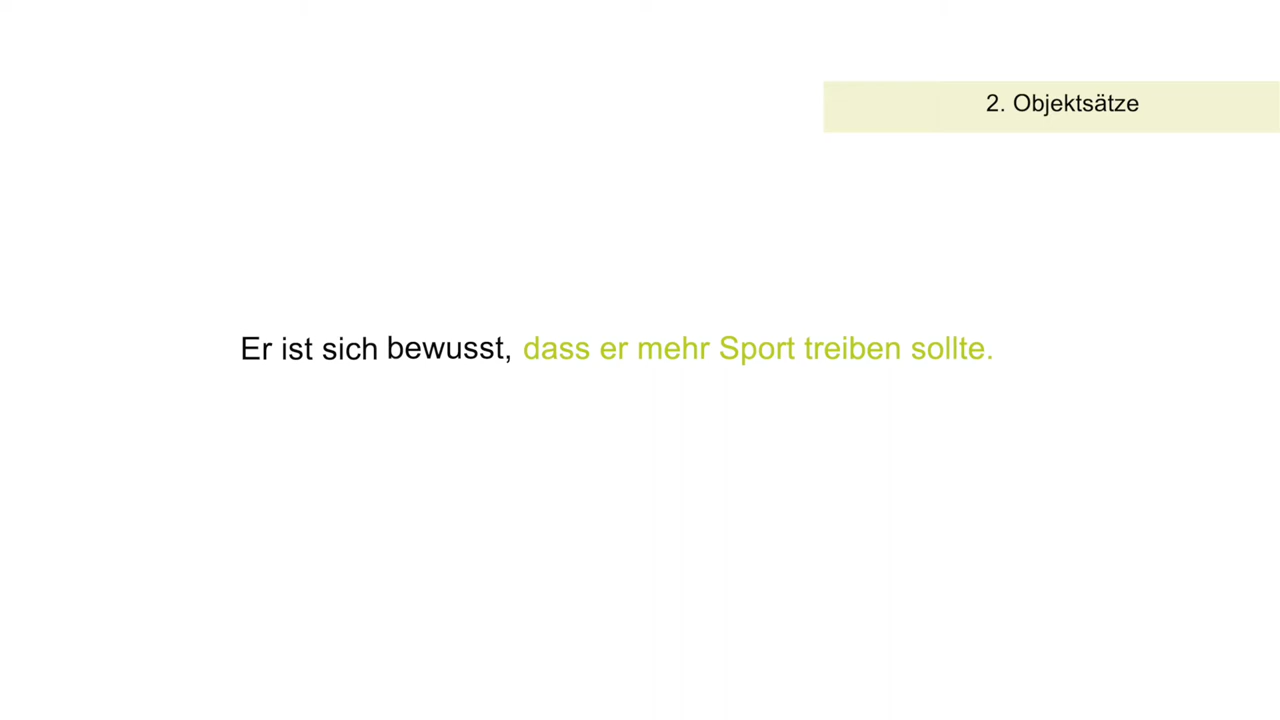 2. Objektsätze
Er ist sich bewusst, dass er mehr Sport treiben sollte.